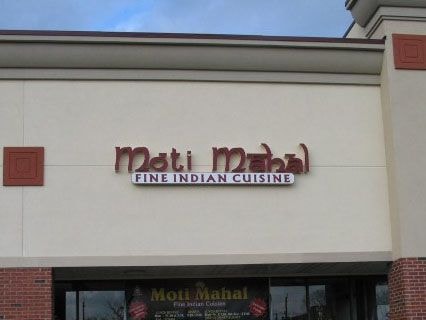 Moti Mahal
FINE INDIAN CUISINE
Moti Mahal
Fine Indian Cuisine